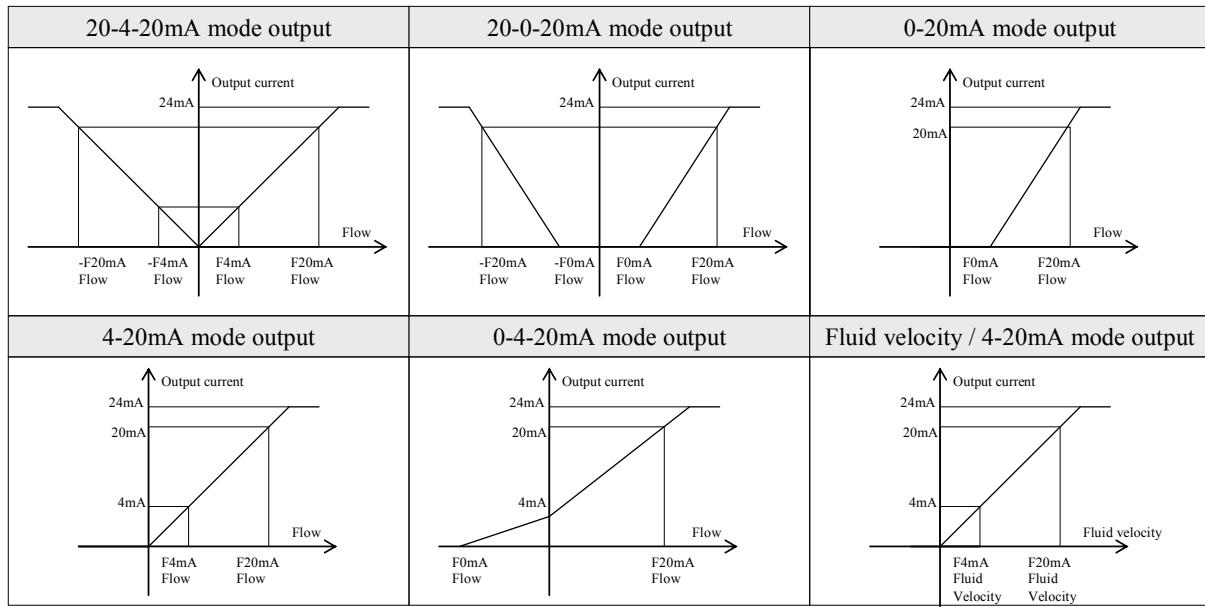 20-4-20mA mode output
20-0-20mA mode output
0-20mA mode output
Output current
24mA
Flow
-F20mA Flow
-F4mA Flow
F4mA Flow
F20mA Flow
Output current
24mA
Flow
-F20mA Flow
-F0mA Flow
F0mA Flow
F20mA Flow
Output current
24mA
20mA
Flow
F0mA Flow
F20mA Flow
4-20mA mode output
0-4-20mA mode output
Fluid velocity / 4-20mA mode output
Output current
24mA
20mA
4mA
Flow
F4mA Flow
F20mA Flow
Output current
24mA
20mA
4mA
Flow
F0mA Flow
F20mA Flow
Output current
24mA
20mA
4mA
Fluid velocity
F4mA Fluid Velocity
F20mA Fluid Velocity